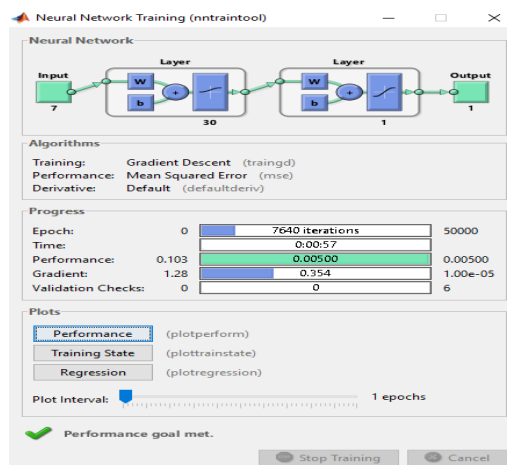 Neural Network Training (nntraintool)
Neural Network
Layer Layer
Input Output
W W
b b
+ +
7 30 1 1
Algorithms
Training: Gradient Descent (traingd)
Performance: Mean Squared Error (mse)
Derivative: Default (defaultderiv)
Progress
Epoch: 0 7640 iterations 50000
Time: 0:00:57
Performance: 0.103 0.00500 0.00500
Gradient: 1.28 0.354 1.00e-05
Validation Checks: 0 0 6
Plots
Performance (plotperform)
Training State (plottrainstate)
Regression (plotregression)
Plot Interval: 1 epochs
Performance goal met.
Stop Training Cancel